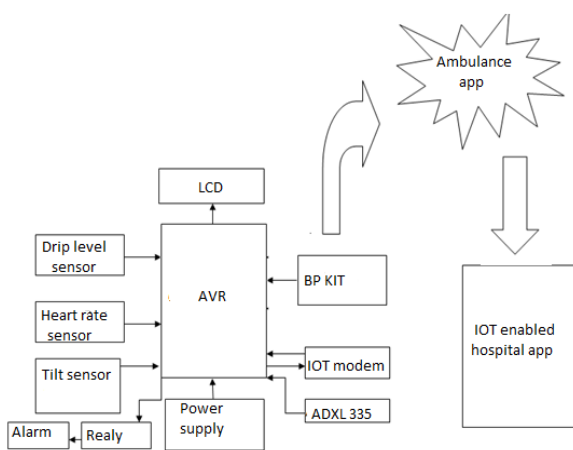 Ambulance
app
LCD
Drip level
sensor
AVR
BP KIT
Heart rate
sensor
IOT enabled
hospital app
Tilt sensor
IOT modem
Power
supply
ADXL 335
Alarm
Realy